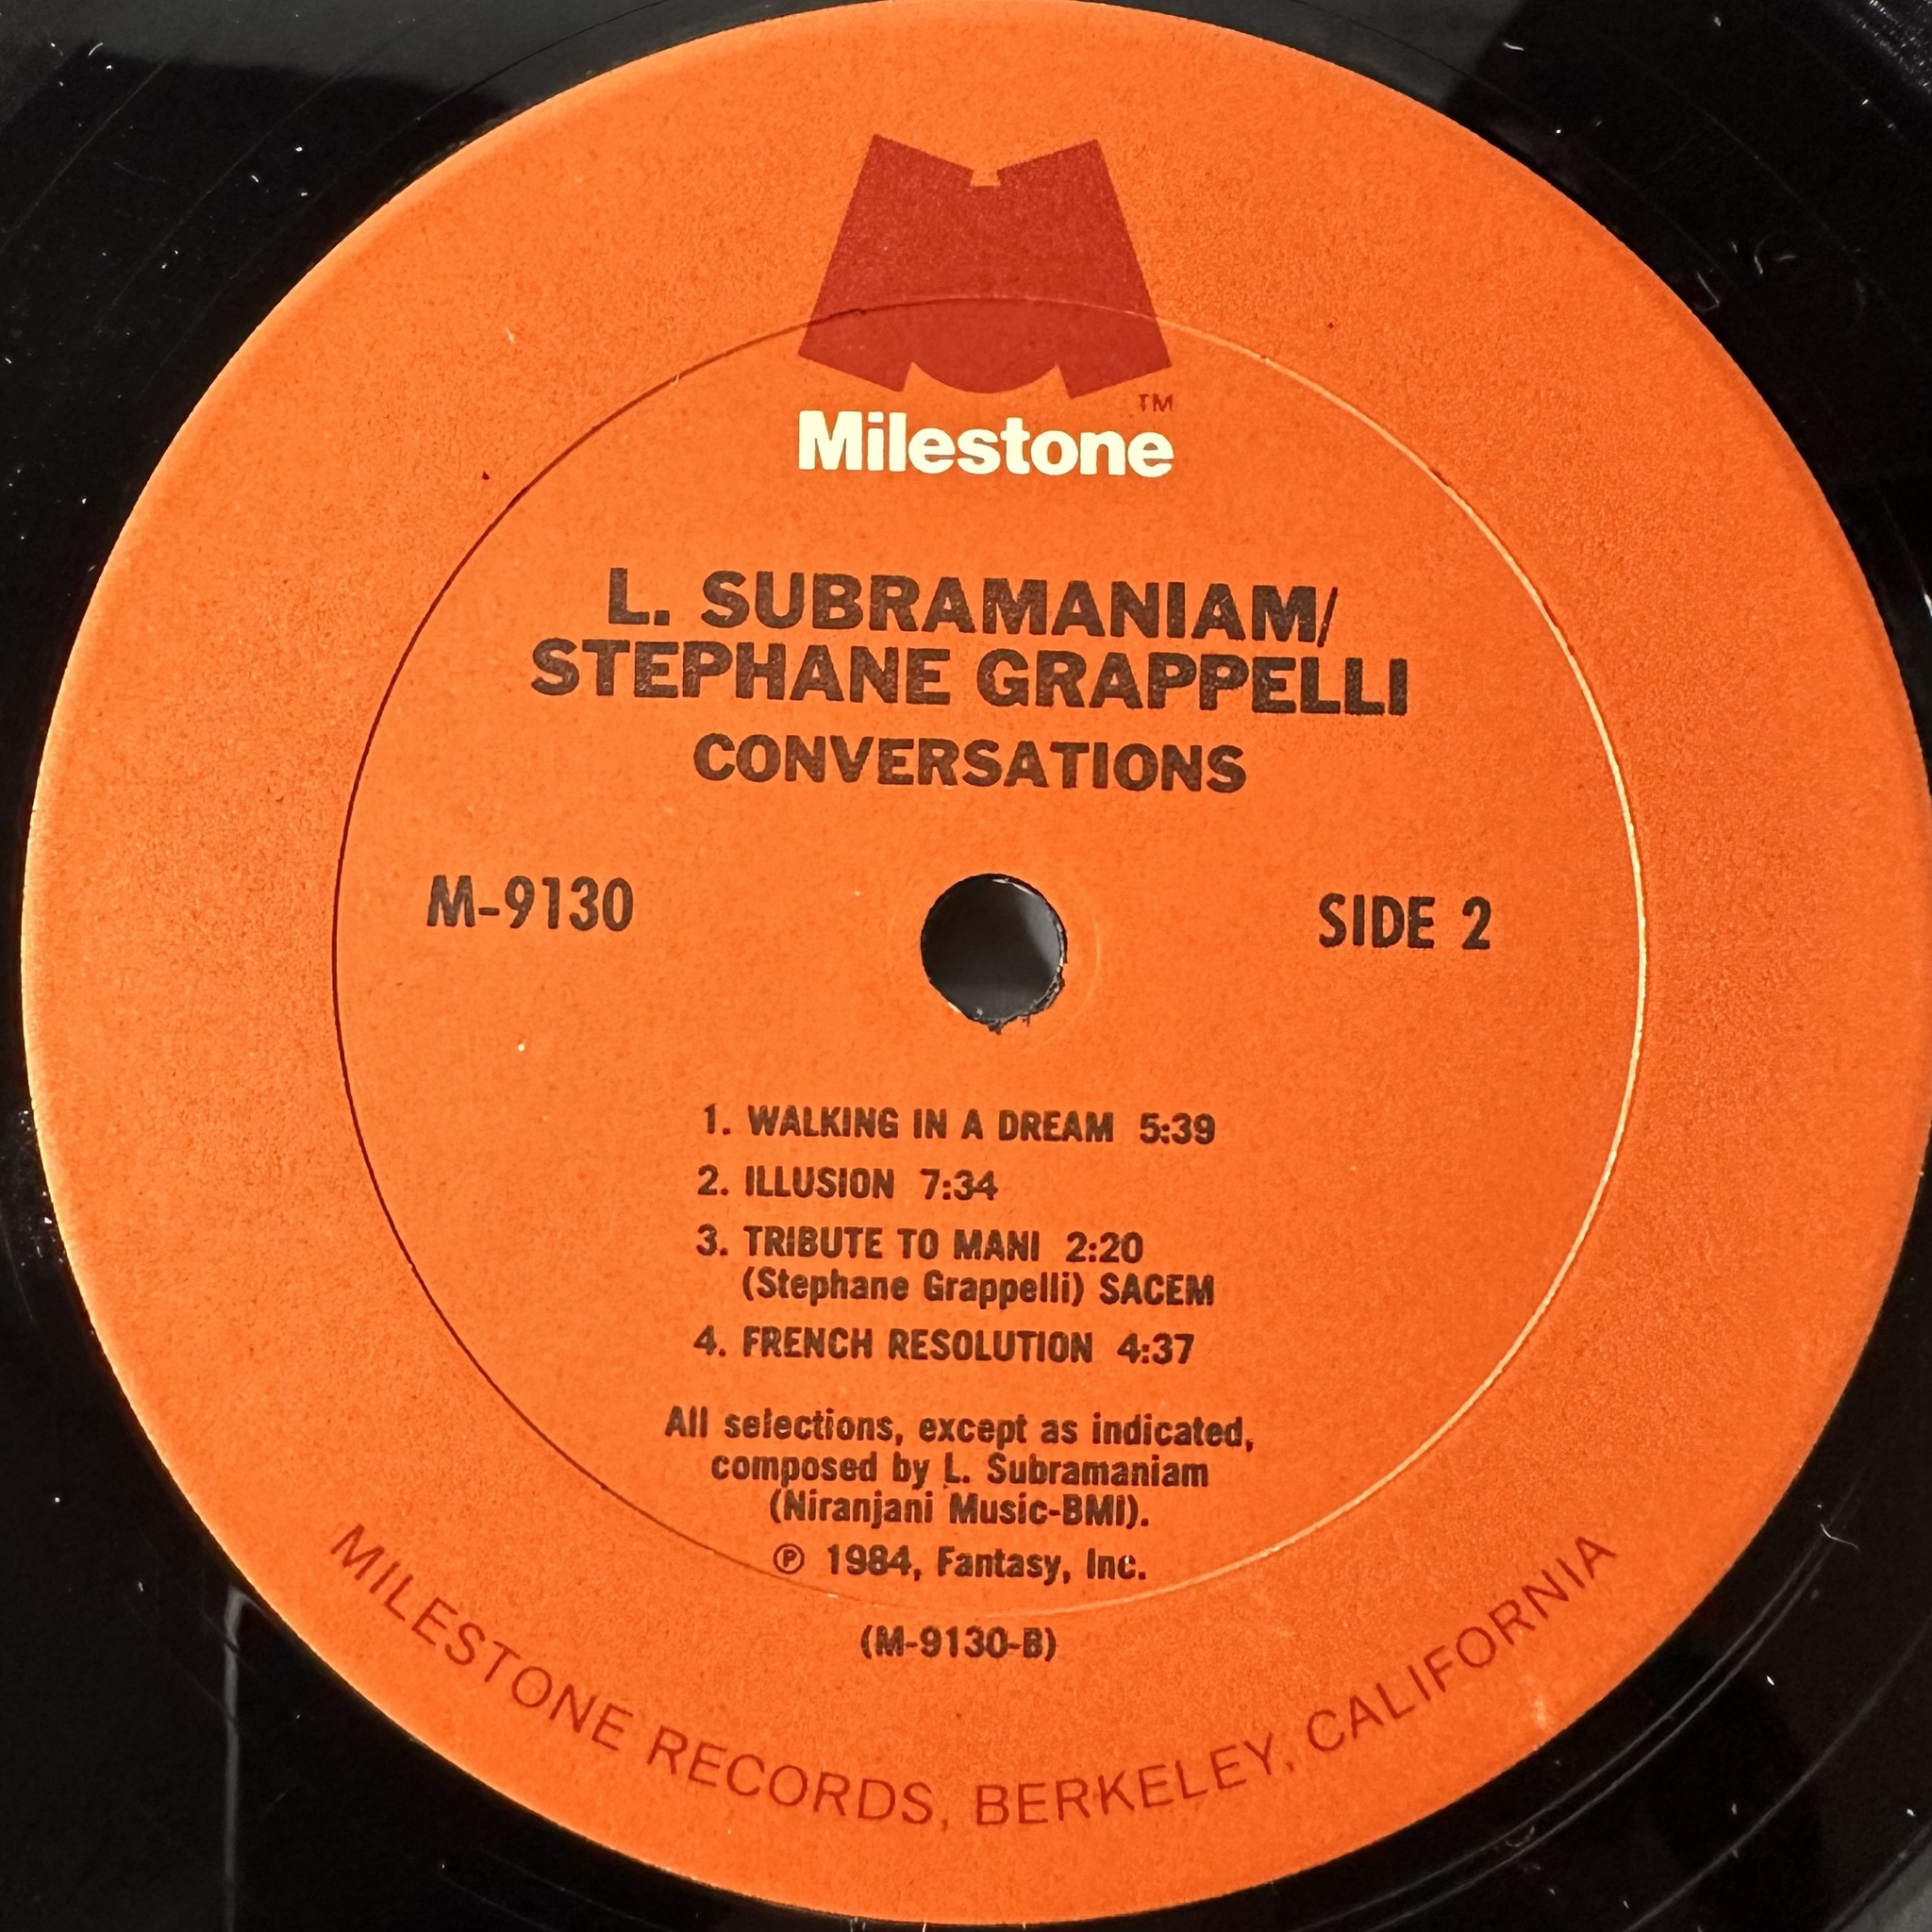 TM
Milestone
L. SUBRAMANIAM/
STEPHANE GRAPPELLI
CONVERSATIONS
M-9130
SIDE 2
1. WALKING IN A DREAM 5:39
2. ILLUSION 7:34
3. TRIBUTE TO MANI 2:20
(Stephane Grappelli) SACEM
4. FRENCH RESOLUTION 4:37
All selections, except as indicated,
composed by L. Subramaniam
(Niranjani Music-BMI).
℗ 1984, Fantasy, Inc.
(M-9130-B)
MILESTONE RECORDS, BERKELEY, CALIFORNIA